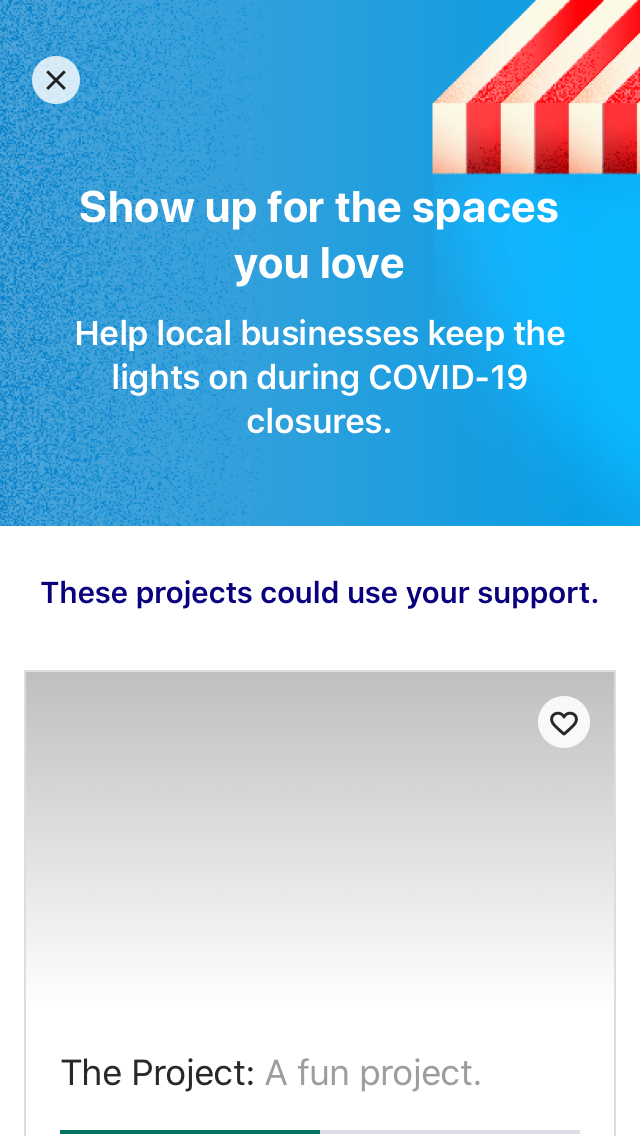 Show up for the spaces
you love
Help local businesses keep the
lights on during COVID-19
closures.
These projects could use your support.
The Project: A fun project.